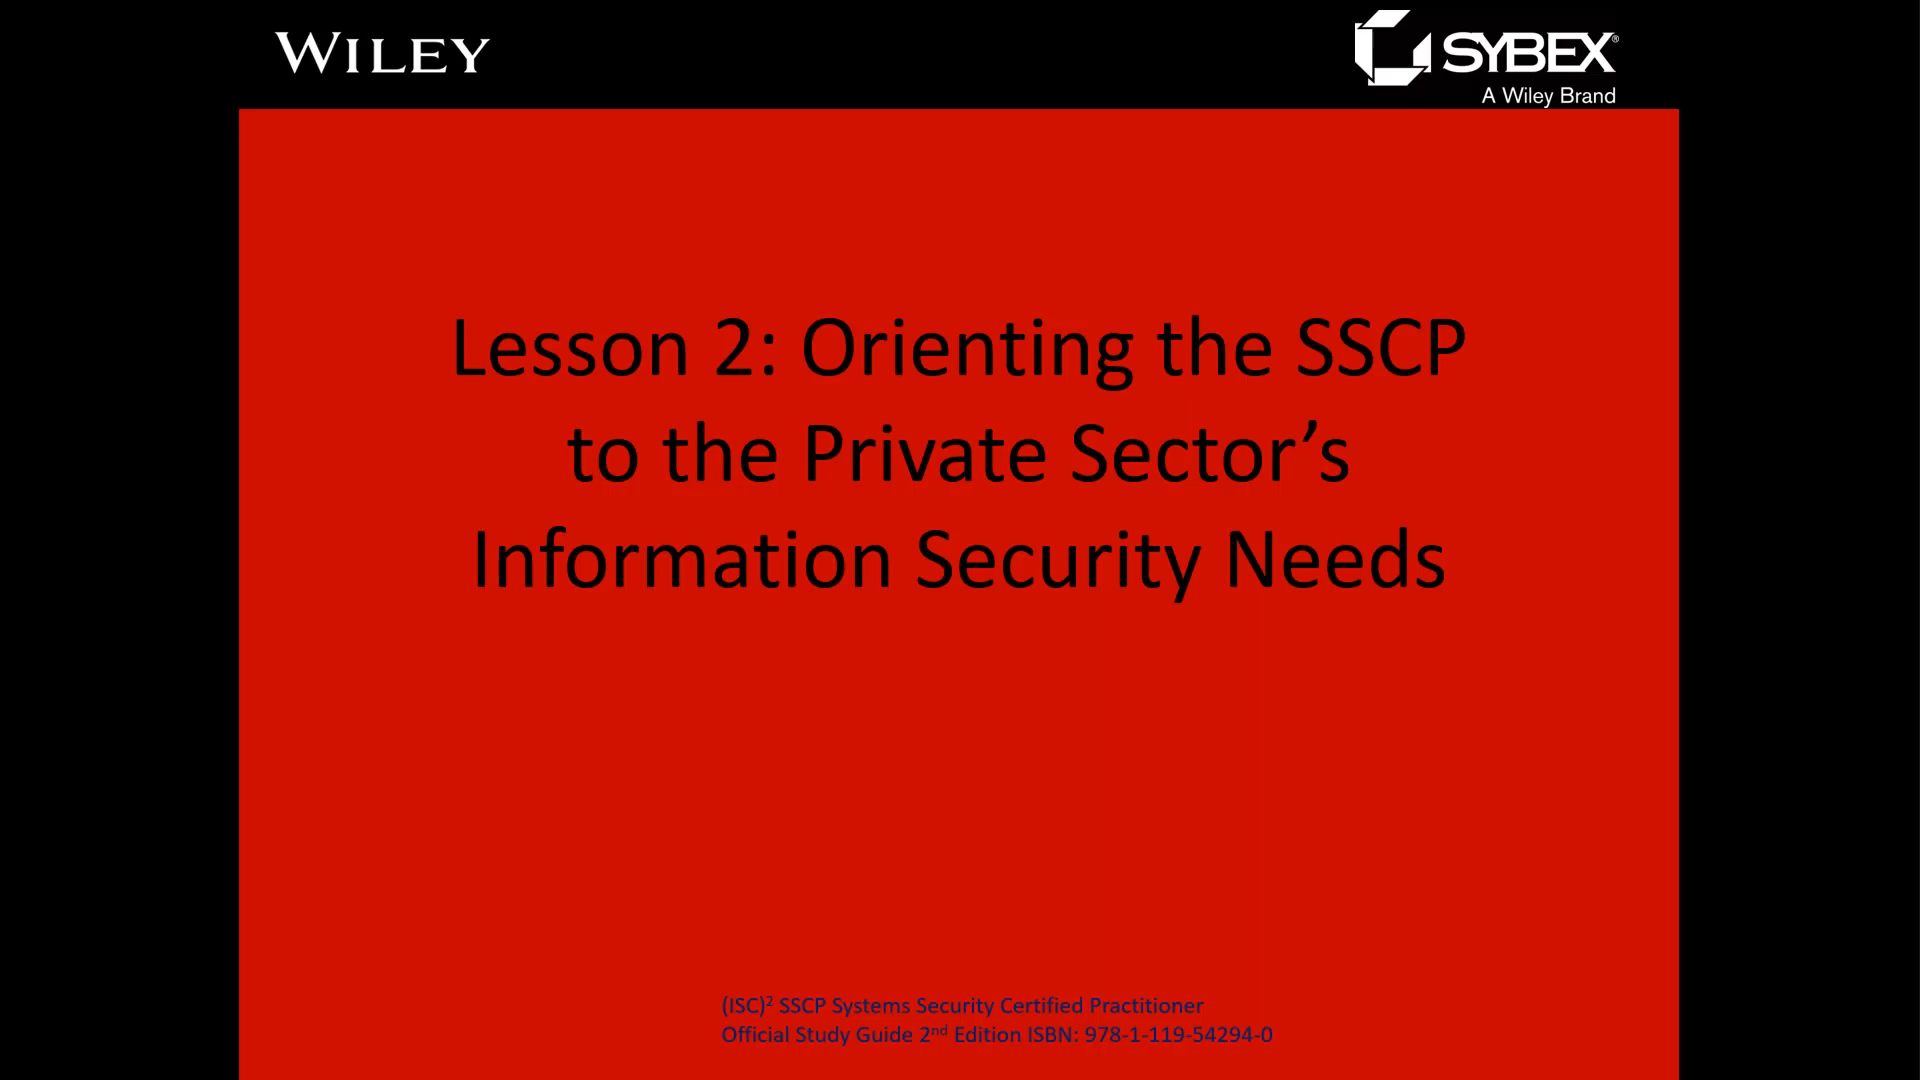 WILEY
SYBEX®
A Wiley Brand
Lesson 2: Orienting the SSCP
to the Private Sector’s
Information Security Needs
(ISC)² SSCP Systems Security Certified Practitioner
Official Study Guide 2nd Edition ISBN: 978-1-119-54294-0